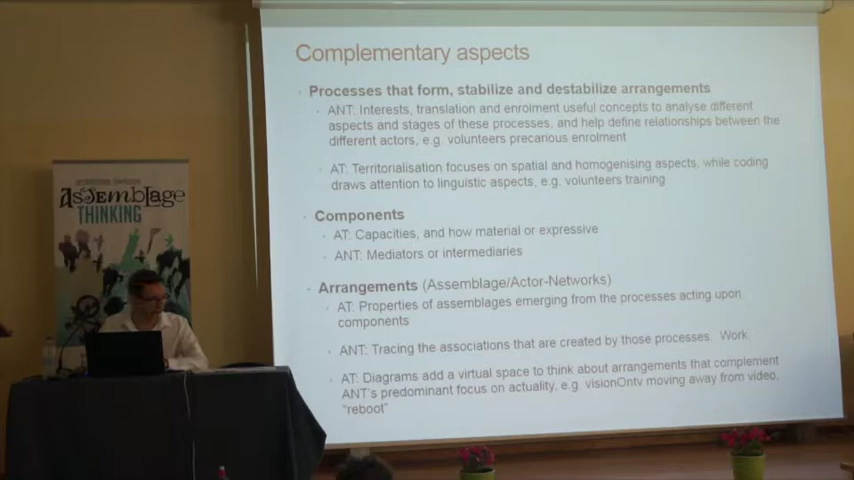 Complementary aspects
Processes that form, stabilize and destabilize arrangements
ANT: Interests, translation and enrolment useful concepts to analyse different
aspects and stages of these processes, and help define relationships between the
different actors, e.g. volunteers precarious enrolment
AT: Territorialisation focuses on spatial and homogenising aspects, while coding
draws attention to linguistic aspects, e.g. volunteers training
Components
AT: Capacities, and how material or expressive
ANT: Mediators or intermediaries
Arrangements (Assemblage/Actor-Networks)
AT: Properties of assemblages emerging from the processes acting upon
components
ANT: Tracing the associations that are created by those processes. Work
AT: Diagrams add a virtual space to think about arrangements that complement
ANT's predominant focus on actuality, e.g. visionOntv moving away from video,
"reboot"
AssembLage
THINKING